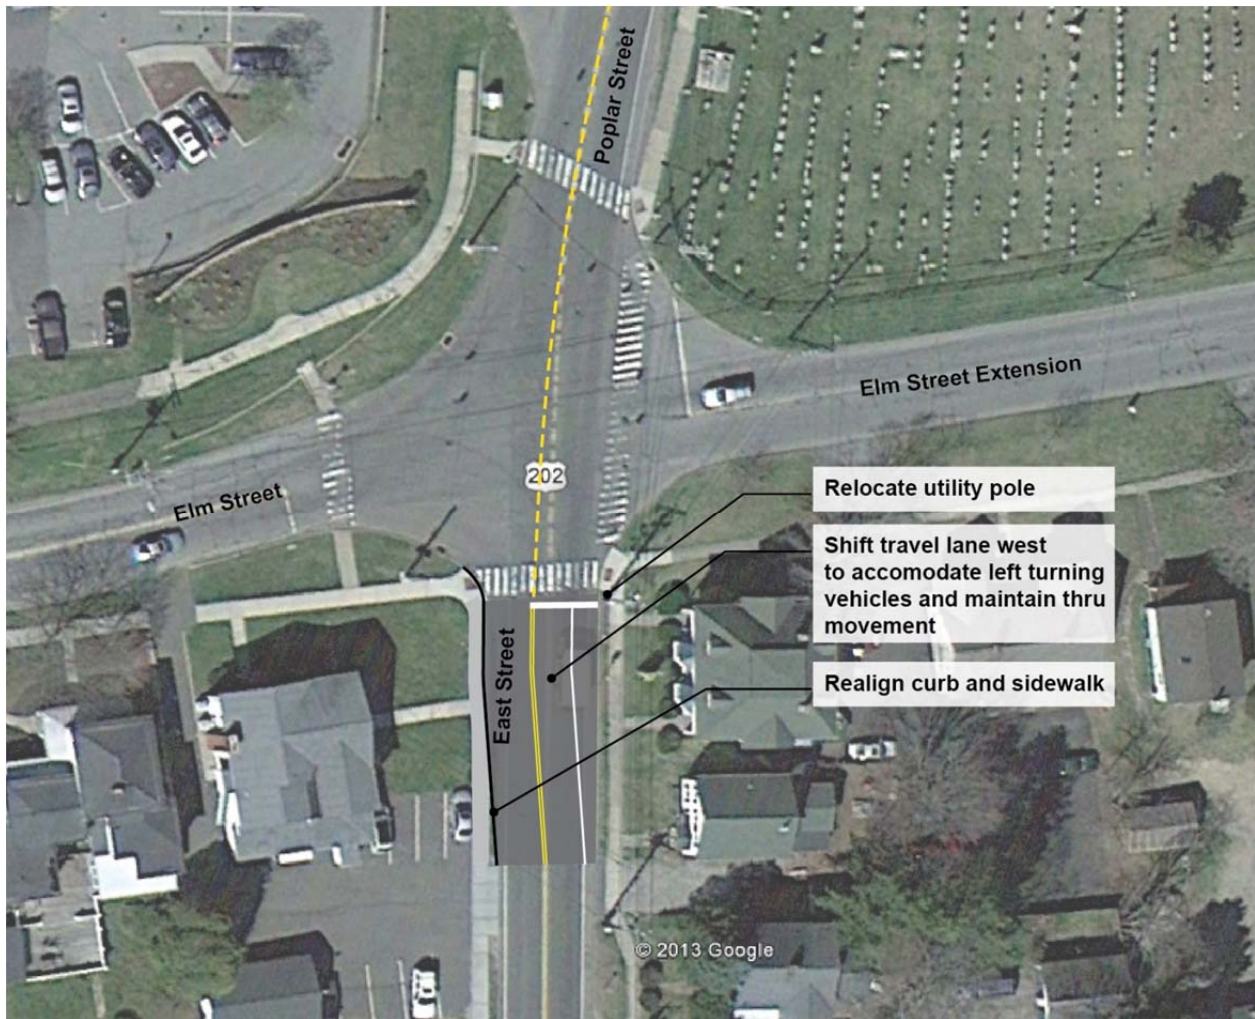 Poplar Street
Elm Street Extension
202
Elm Street
Relocate utility pole
Shift travel lane west
to accomodate left turning
vehicles and maintain thru
movement
East Street
Realign curb and sidewalk
© 2013 Google